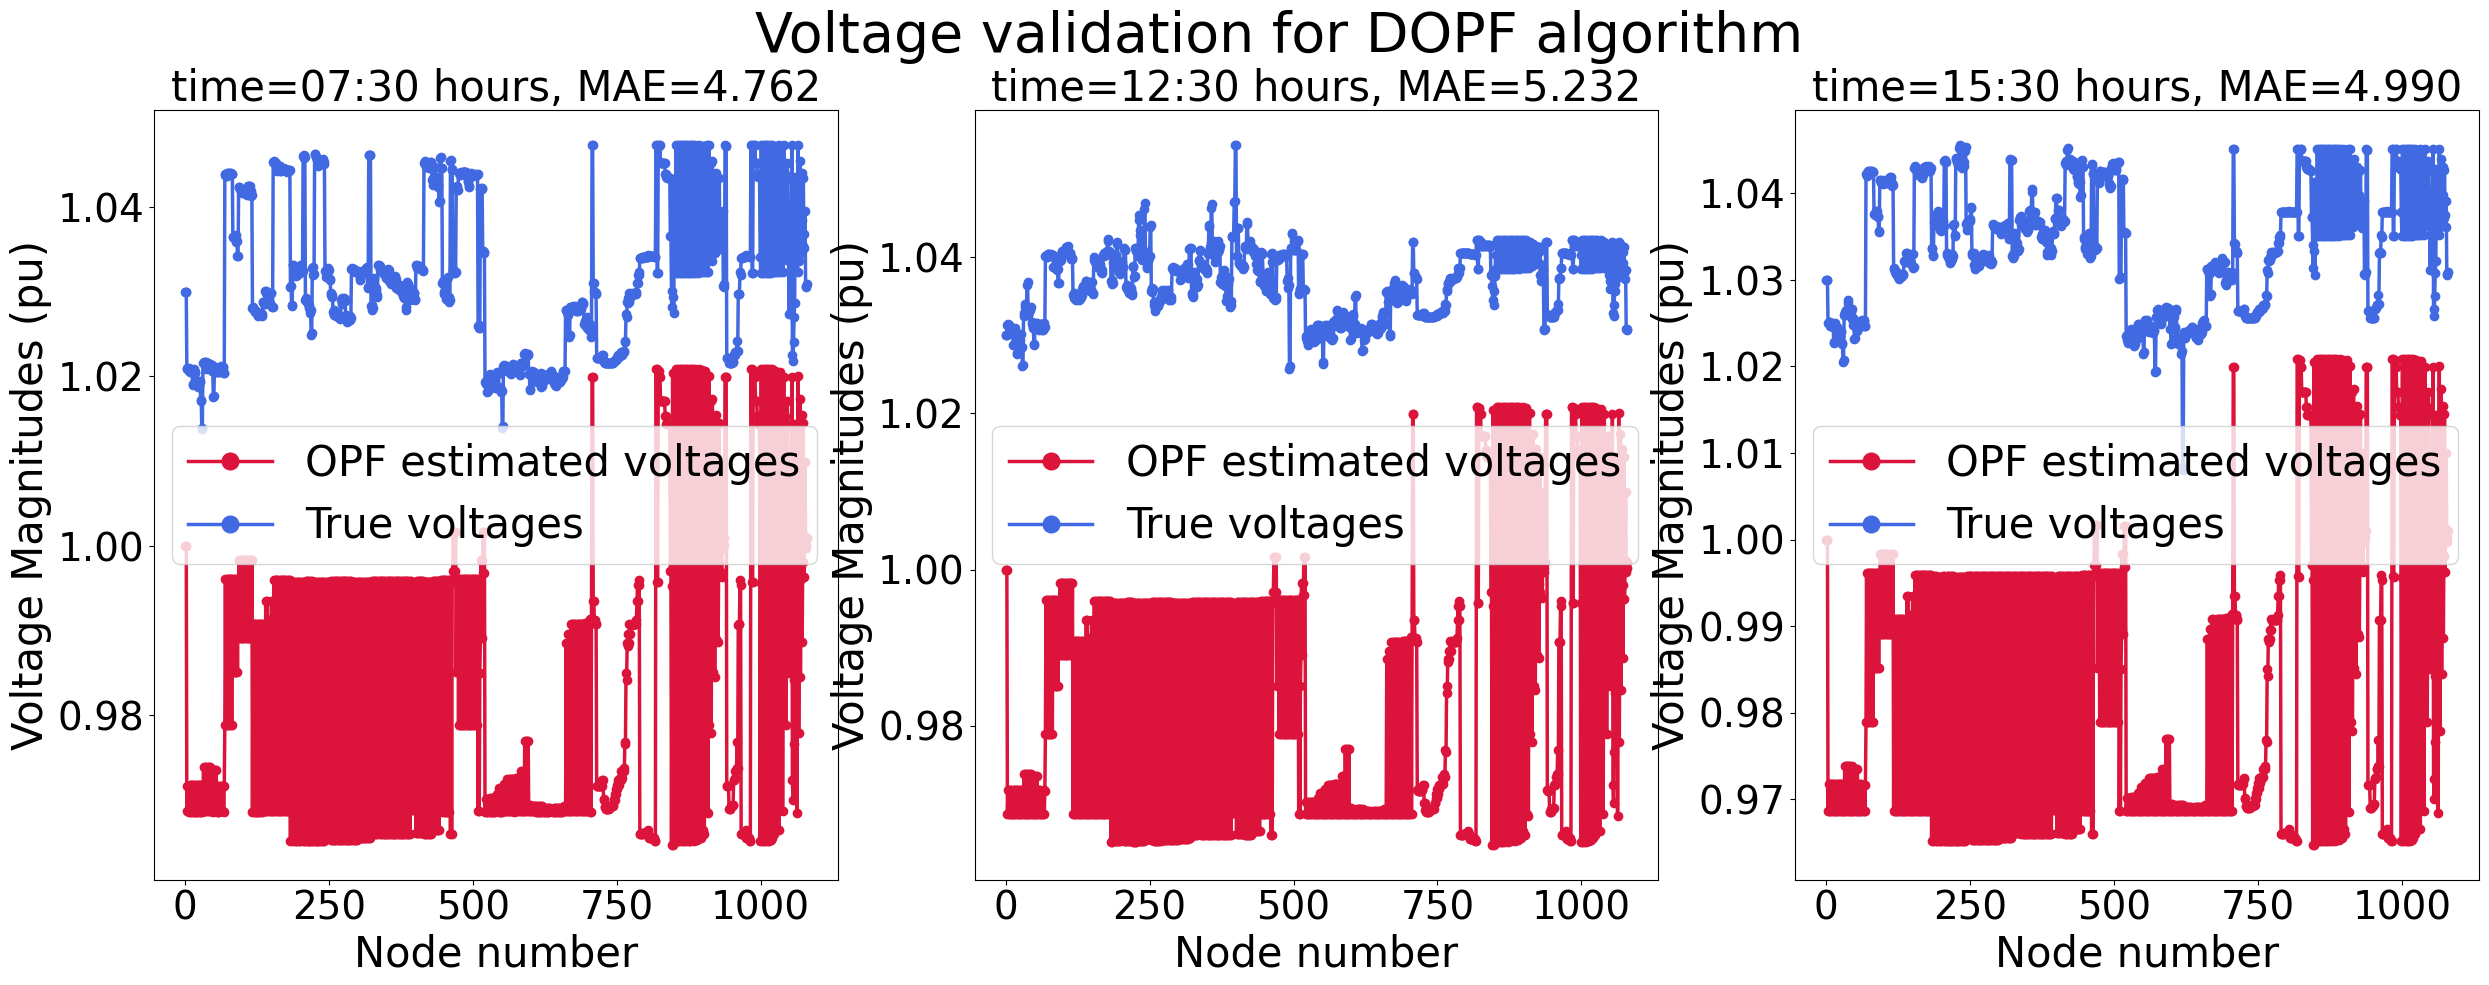 Voltage validation for DOPF algorithm
time=07:30 hours, MAE=4.762
Voltage Magnitudes (pu)
1.04
1.02
1.00
0.98
OPF estimated voltages
True voltages
0 250 500 750 1000
Node number
time=12:30 hours, MAE=5.232
Voltage Magnitudes (pu)
1.04
1.02
1.00
0.98
OPF estimated voltages
True voltages
0 250 500 750 1000
Node number
time=15:30 hours, MAE=4.990
Voltage Magnitudes (pu)
1.04
1.03
1.02
1.01
1.00
0.99
0.98
0.97
OPF estimated voltages
True voltages
0 250 500 750 1000
Node number